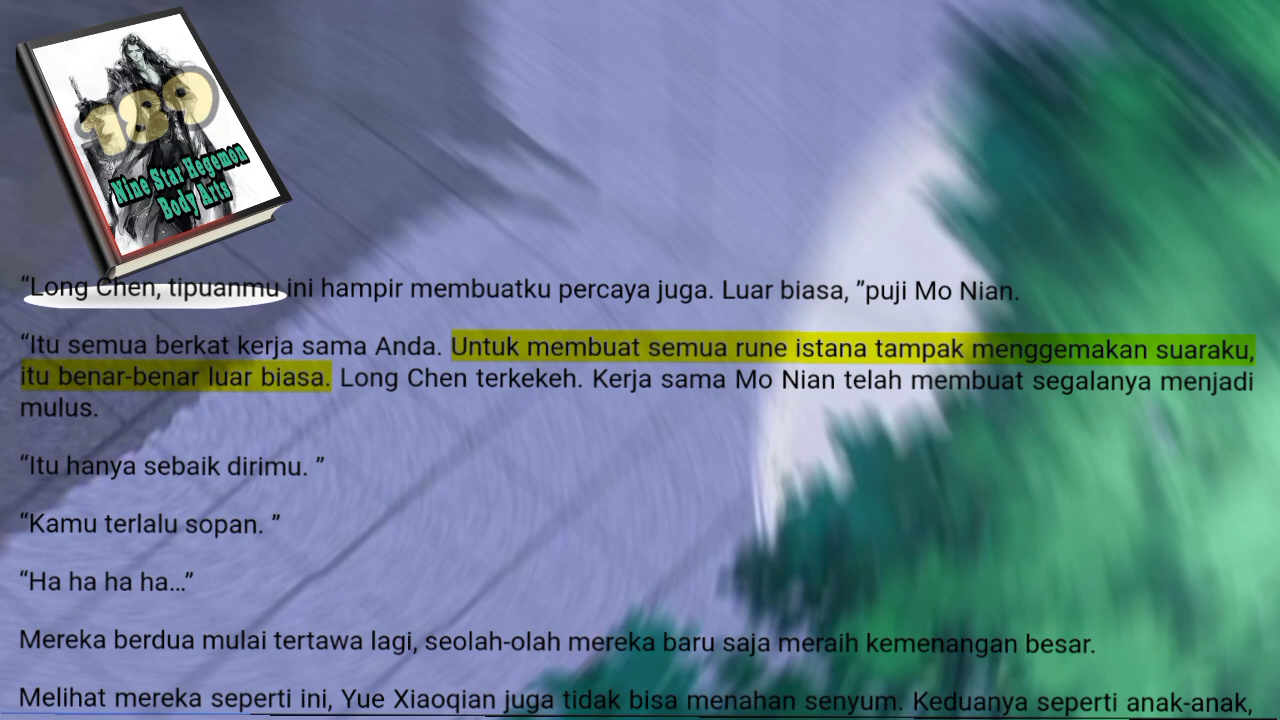 189
Nine Star Hegemon
Body Arts
“Long Chen, tipuanmu ini hampir membuatku percaya juga. Luar biasa, ”puji Mo Nian.
“Itu semua berkat kerja sama Anda. Untuk membuat semua rune istana tampak menggemakan suaraku,
itu benar-benar luar biasa. Long Chen terkekeh. Kerja sama Mo Nian telah membuat segalanya menjadi
mulus.
“Itu hanya sebaik dirimu. ”
“Kamu terlalu sopan. ”
“Ha ha ha ha…”
Mereka berdua mulai tertawa lagi, seolah-olah mereka baru saja meraih kemenangan besar.
Melihat mereka seperti ini, Yue Xiaoqian juga tidak bisa menahan senyum. Keduanya seperti anak-anak,